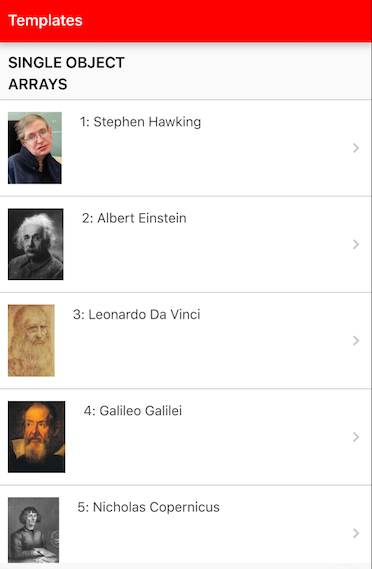 Templates
SINGLE OBJECT
ARRAYS
1: Stephen Hawking
2: Albert Einstein
3: Leonardo Da Vinci
4: Galileo Galilei
5: Nicholas Copernicus